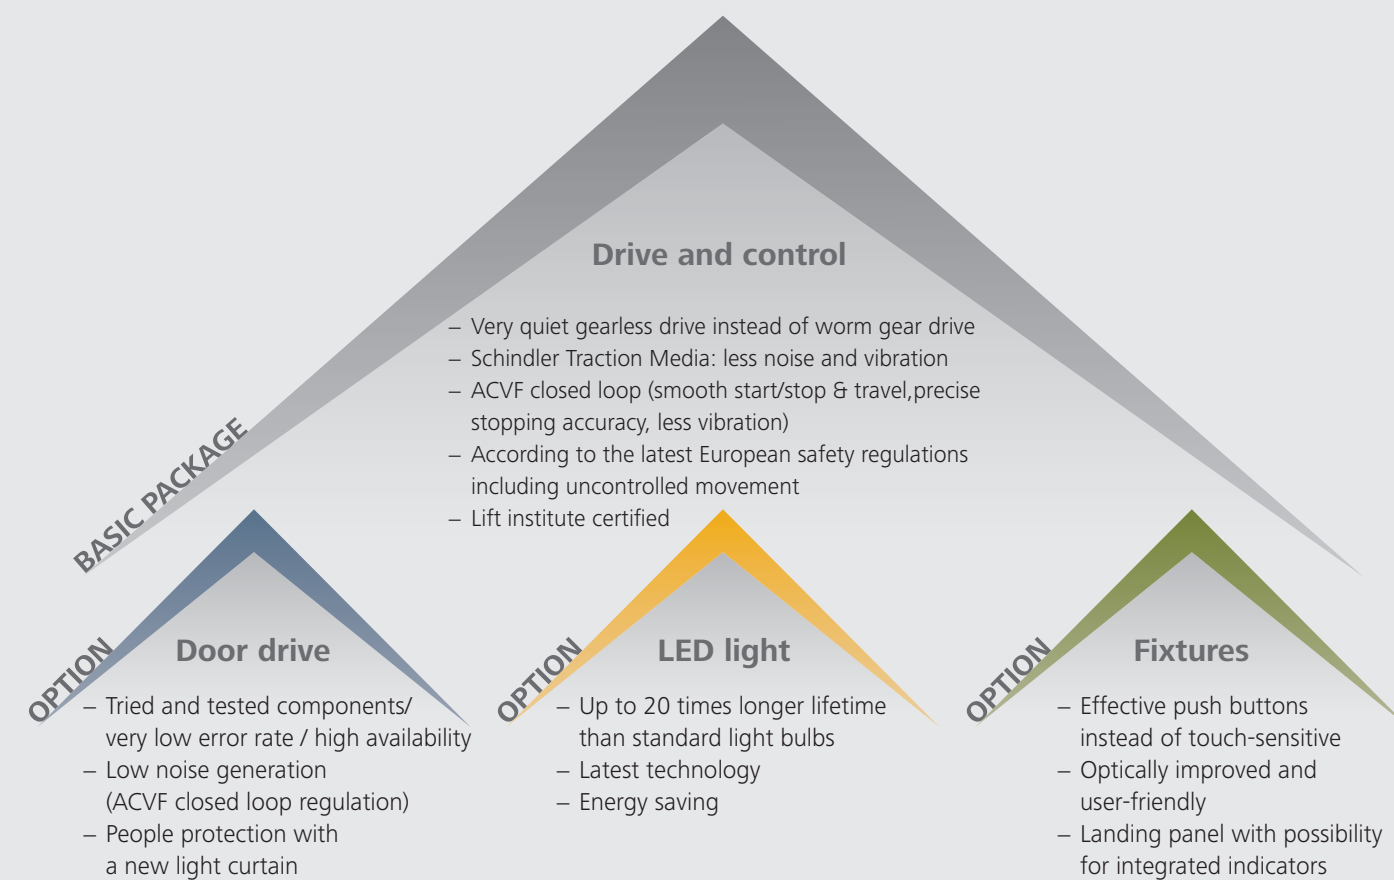 Drive and control
– Very quiet gearless drive instead of worm gear drive
– Schindler Traction Media: less noise and vibration
– ACVF closed loop (smooth start/stop & travel,precise
stopping accuracy, less vibration)
– According to the latest European safety regulations
including uncontrolled movement
– Lift institute certified
BASIC PACKAGE
OPTION
Door drive
– Tried and tested components/
very low error rate / high availability
– Low noise generation
(ACVF closed loop regulation)
– People protection with
a new light curtain
OPTION
LED light
– Up to 20 times longer lifetime
than standard light bulbs
– Latest technology
– Energy saving
OPTION
Fixtures
– Effective push buttons
instead of touch-sensitive
– Optically improved and
user-friendly
– Landing panel with possibility
for integrated indicators